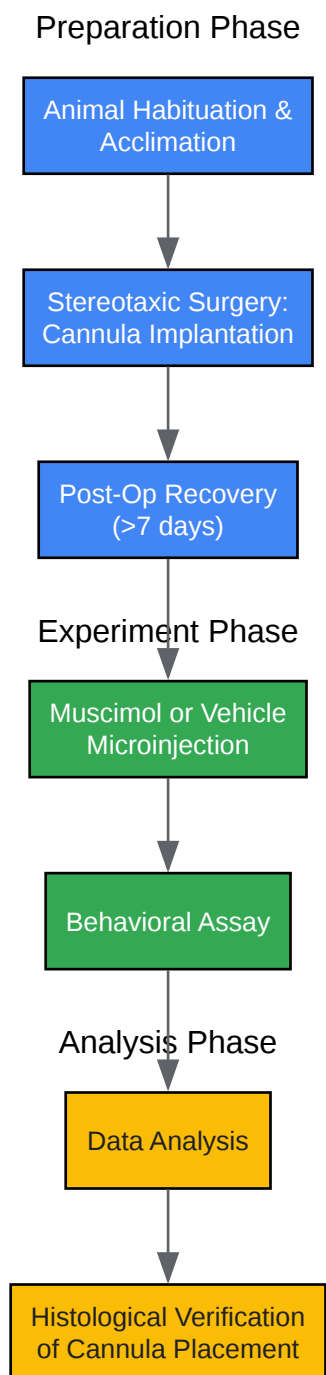 Preparation Phase
Animal Habituation &
Acclimation
Stereotaxic Surgery:
Cannula Implantation
Post-Op Recovery
(>7 days)
Experiment Phase
Muscimol or Vehicle
Microinjection
Behavioral Assay
Analysis Phase
Data Analysis
Histological Verification
of Cannula Placement